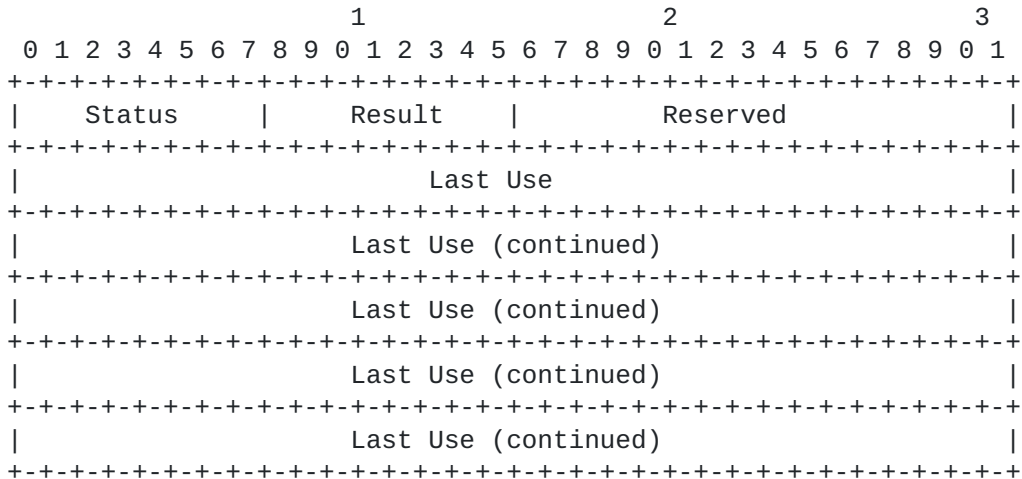 1 2 3
0 1 2 3 4 5 6 7 8 9 0 1 2 3 4 5 6 7 8 9 0 1 2 3 4 5 6 7 8 9 0 1
+-+-+-+-+-+-+-+-+-+-+-+-+-+-+-+-+-+-+-+-+-+-+-+-+-+-+-+-+-+-+-+-+
| Status | Result | Reserved |
+-+-+-+-+-+-+-+-+-+-+-+-+-+-+-+-+-+-+-+-+-+-+-+-+-+-+-+-+-+-+-+-+
| Last Use |
+-+-+-+-+-+-+-+-+-+-+-+-+-+-+-+-+-+-+-+-+-+-+-+-+-+-+-+-+-+-+-+-+
| Last Use (continued) |
+-+-+-+-+-+-+-+-+-+-+-+-+-+-+-+-+-+-+-+-+-+-+-+-+-+-+-+-+-+-+-+-+
| Last Use (continued) |
+-+-+-+-+-+-+-+-+-+-+-+-+-+-+-+-+-+-+-+-+-+-+-+-+-+-+-+-+-+-+-+-+
| Last Use (continued) |
+-+-+-+-+-+-+-+-+-+-+-+-+-+-+-+-+-+-+-+-+-+-+-+-+-+-+-+-+-+-+-+-+
| Last Use (continued) |
+-+-+-+-+-+-+-+-+-+-+-+-+-+-+-+-+-+-+-+-+-+-+-+-+-+-+-+-+-+-+-+-+